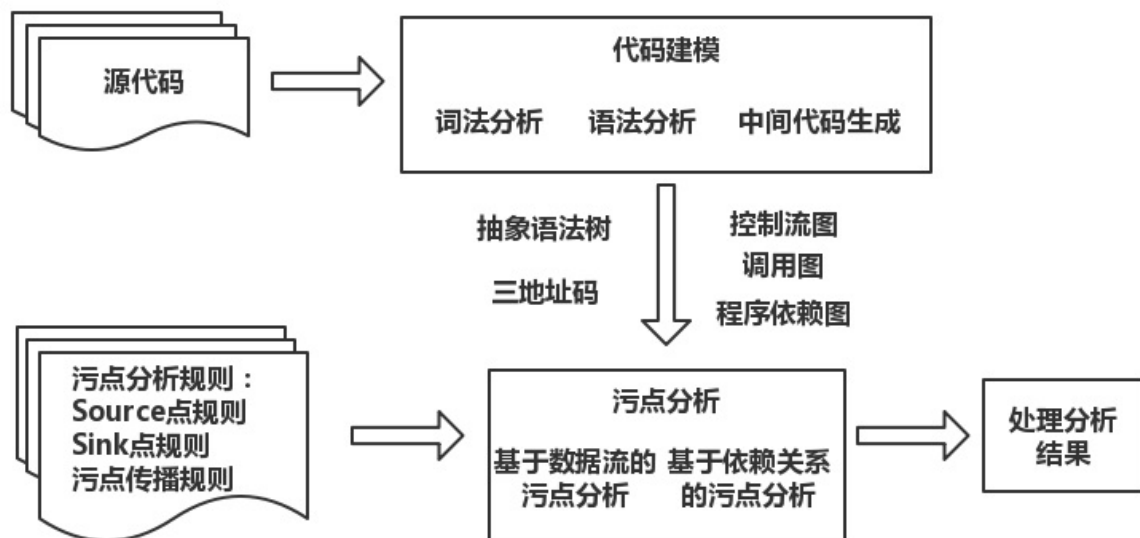 源代码
代码建模
词法分析 语法分析 中间代码生成
抽象语法树
三地址码
控制流图
调用图
程序依赖图
污点分析规则：
Source点规则
Sink点规则
污点传播规则
污点分析
基于数据流的
污点分析
基于依赖关系
的污点分析
处理分析
结果